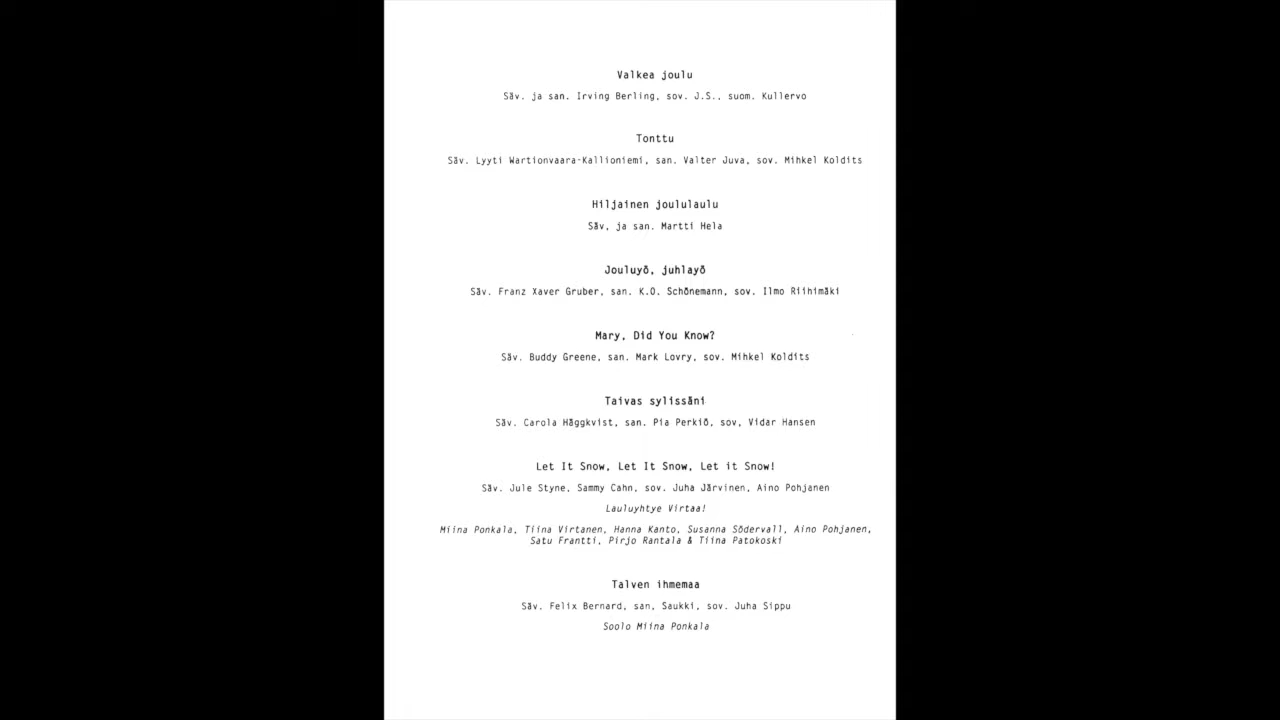 Valkea joulu
Säv. ja san. Irving Berling, sov. J.S., suom. Kullervo
Tonttu
Säv. Lyyti Wartionvaara-Kallioniemi, san. Valter Juva, sov. Mihkel Koldits
Hiljainen joululaulu
Säv, ja san. Martti Hela
Jouluyö, juhlayö
Säv. Franz Xaver Gruber, san. K.O. Schönemann, sov. Ilmo Riihimäki
Mary, Did You Know?
Säv. Buddy Greene, san. Mark Lovry, sov. Mihkel Koldits
Taivas sylissäni
Säv. Carola Häggkvist, san. Pia Perkiö, sov, Vidar Hansen
Let It Snow, Let It Snow, Let it Snow!
Säv. Jule Styne, Sammy Cahn, sov. Juha Järvinen, Aino Pohjanen
Lauluyhtye Virtaa!
Miina Ponkala, Tiina Virtanen, Hanna Kanto, Susanna Södervall, Aino Pohjanen,
Satu Frantti, Pirjo Rantala & Tiina Patokoski
Talven ihmemaa
Säv. Felix Bernard, san, Saukki, sov. Juha Sippu
Soolo Miina Ponkala